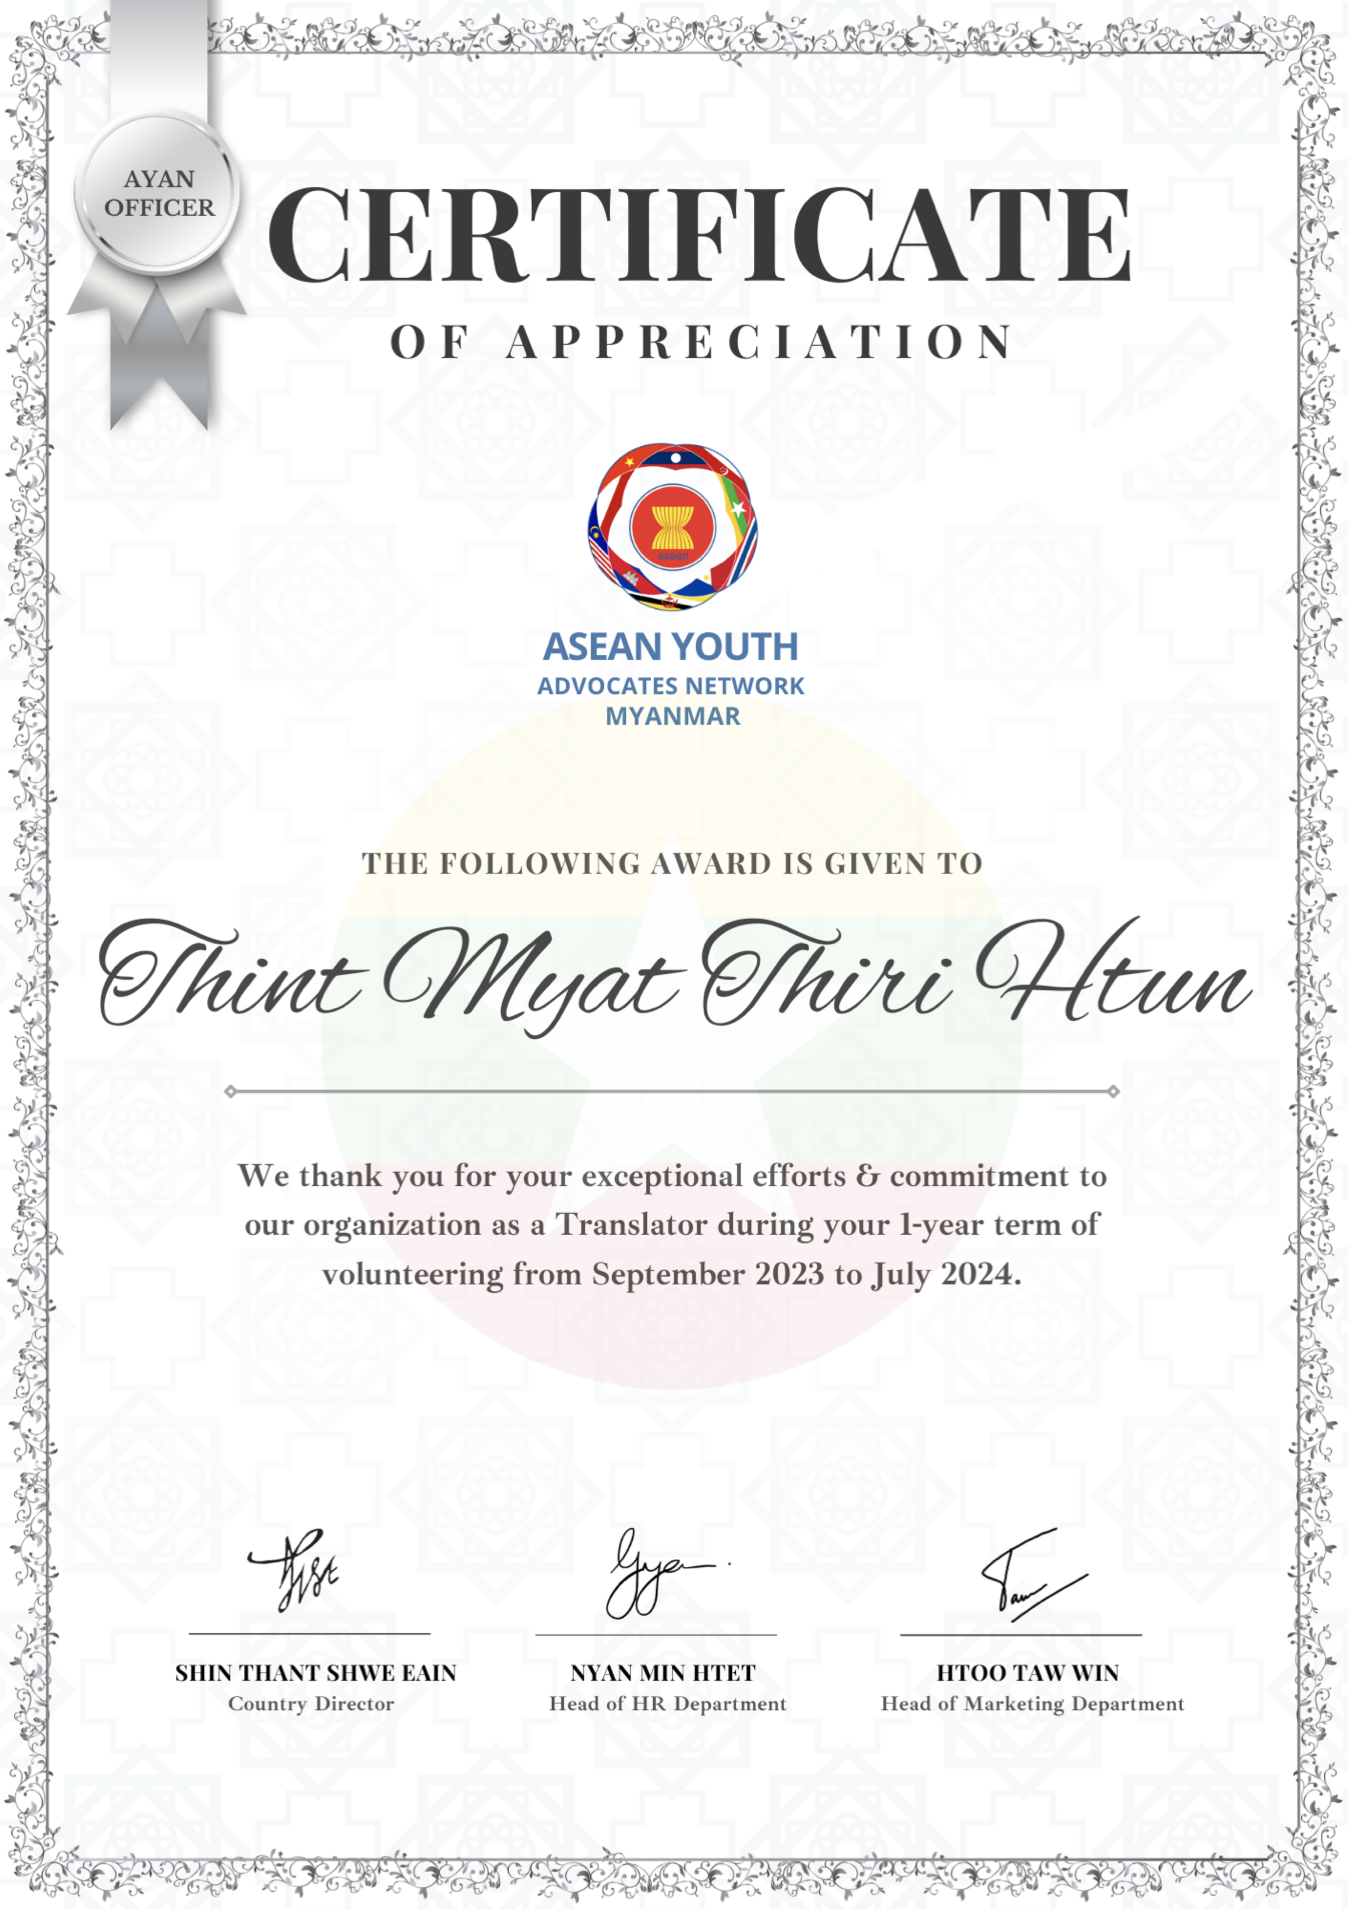 AYAN
OFFICER
CERTIFICATE
OF APPRECIATION
asean
ASEAN YOUTH
ADVOCATES NETWORK
MYANMAR
THE FOLLOWING AWARD IS GIVEN TO
Thint Myat Thiri Htun
We thank you for your exceptional efforts & commitment to
our organization as a Translator during your 1-year term of
volunteering from September 2023 to July 2024.
SHIN THANT SHWE EAIN
Country Director
NYAN MIN HTET
Head of HR Department
HTOO TAW WIN
Head of Marketing Department